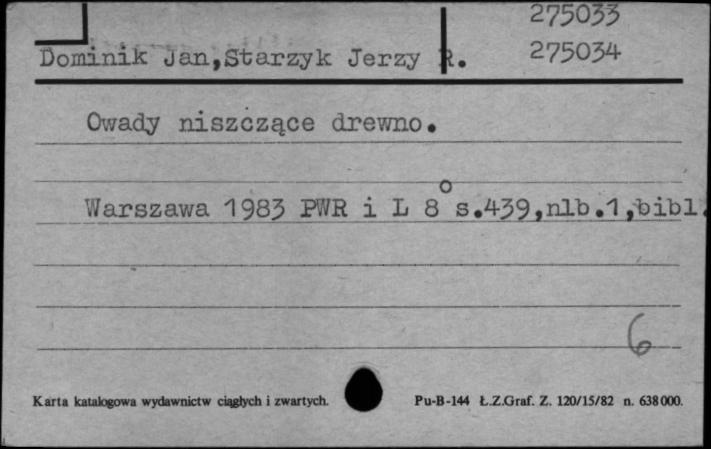 275033
Dominik Jan,Starzyk Jerzy R. 275034
Owady niszczące drewno.
Warszawa 1983 PWR i L 8° s.439,nlb.1,bibl.
6
Karta katalogowa wydawnictw ciągłych i zwartych. Pu-B-144 Ł.Z.Graf. Z. 120/15/82 n. 638000.